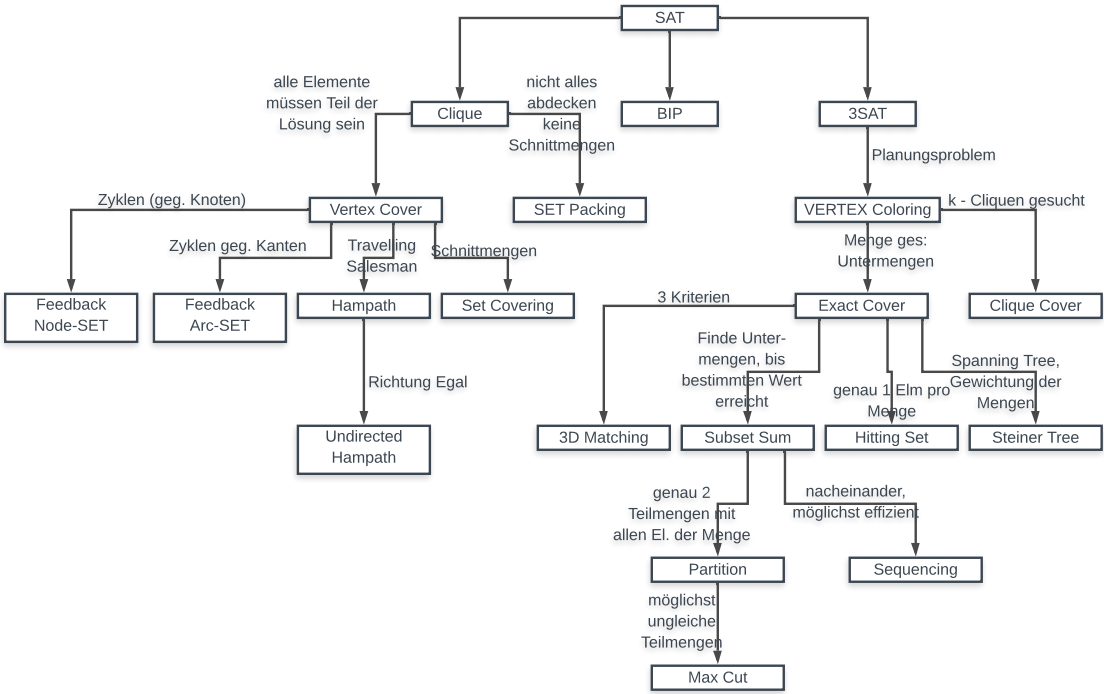 SAT
alle Elemente
müssen Teil der
Lösung sein
nicht alles
abdecken
keine
Schnittmengen
Clique
BIP
3SAT
Planungsproblem
Zyklen (geg. Knoten)
Vertex Cover
SET Packing
VERTEX Coloring
k - Cliquen gesucht
Zyklen geg. Kanten
Travelling
Salesman
Schnittmengen
Menge ges:
Untermengen
Feedback
Node-SET
Feedback
Arc-SET
Hampath
Set Covering
3 Kriterien
Exact Cover
Clique Cover
Richtung Egal
Finde Unter-
mengen, bis
bestimmten Wert
erreicht
genau 1 Elm pro
Menge
Spanning Tree,
Gewichtung der
Mengen
Undirected
Hampath
3D Matching
Subset Sum
Hitting Set
Steiner Tree
genau 2
Teilmengen mit
allen El. der Menge
nacheinander,
möglichst effizient
Partition
Sequencing
möglichst
ungleiche
Teilmengen
Max Cut